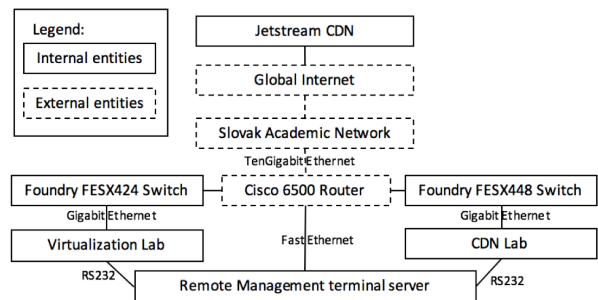 Legend:
Internal entities
External entities
Jetstream CDN
Global Internet
Slovak Academic Network
TenGigabit Ethernet
Foundry FESX424 Switch
Cisco 6500 Router
Foundry FESX448 Switch
Gigabit Ethernet
Gigabit Ethernet
Virtualization Lab
Fast Ethernet
CDN Lab
RS232
RS232
Remote Management terminal server